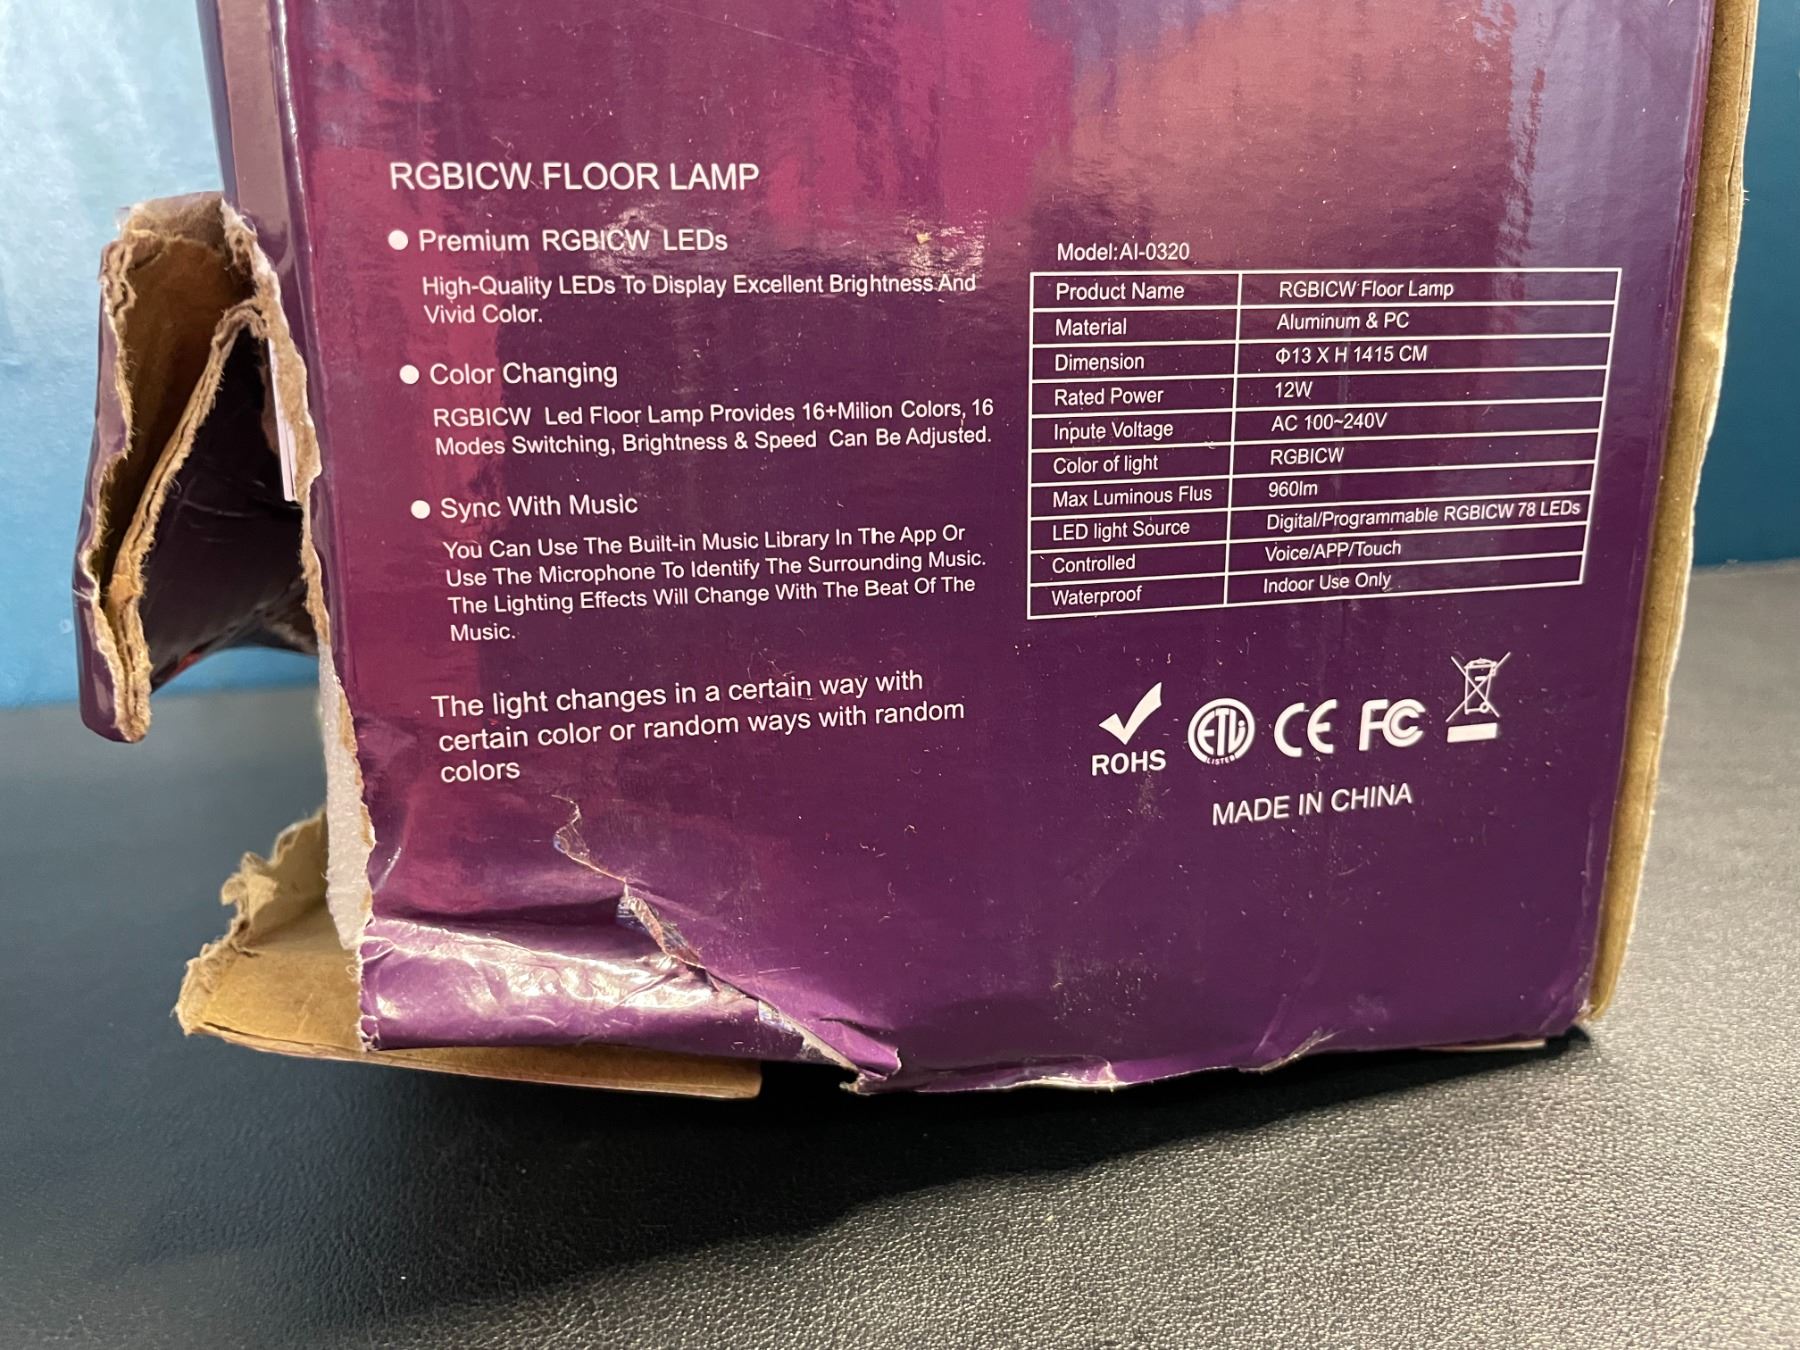 RGBICW FLOOR LAMP
● Premium RGBICW LEDs
High-Quality LEDs To Display Excellent Brightness And
Vivid Color.
● Color Changing
RGBICW Led Floor Lamp Provides 16+Milion Colors, 16
Modes Switching, Brightness & Speed Can Be Adjusted.
● Sync With Music
You Can Use The Built-in Music Library In The App Or
Use The Microphone To Identify The Surrounding Music.
The Lighting Effects Will Change With The Beat Of The
Music.
The light changes in a certain way with
certain color or random ways with random
colors
Model:AI-0320
Product Name RGBICW Floor Lamp
Material Aluminum & PC
Dimension Φ13 X H 1415 CM
Rated Power 12W
Inpute Voltage AC 100~240V
Color of light RGBICW
Max Luminous Flus 960lm
LED light Source Digital/Programmable RGBICW 78 LEDs
Controlled Voice/APP/Touch
Waterproof Indoor Use Only
ROHS ETL LISTED CE FC
MADE IN CHINA